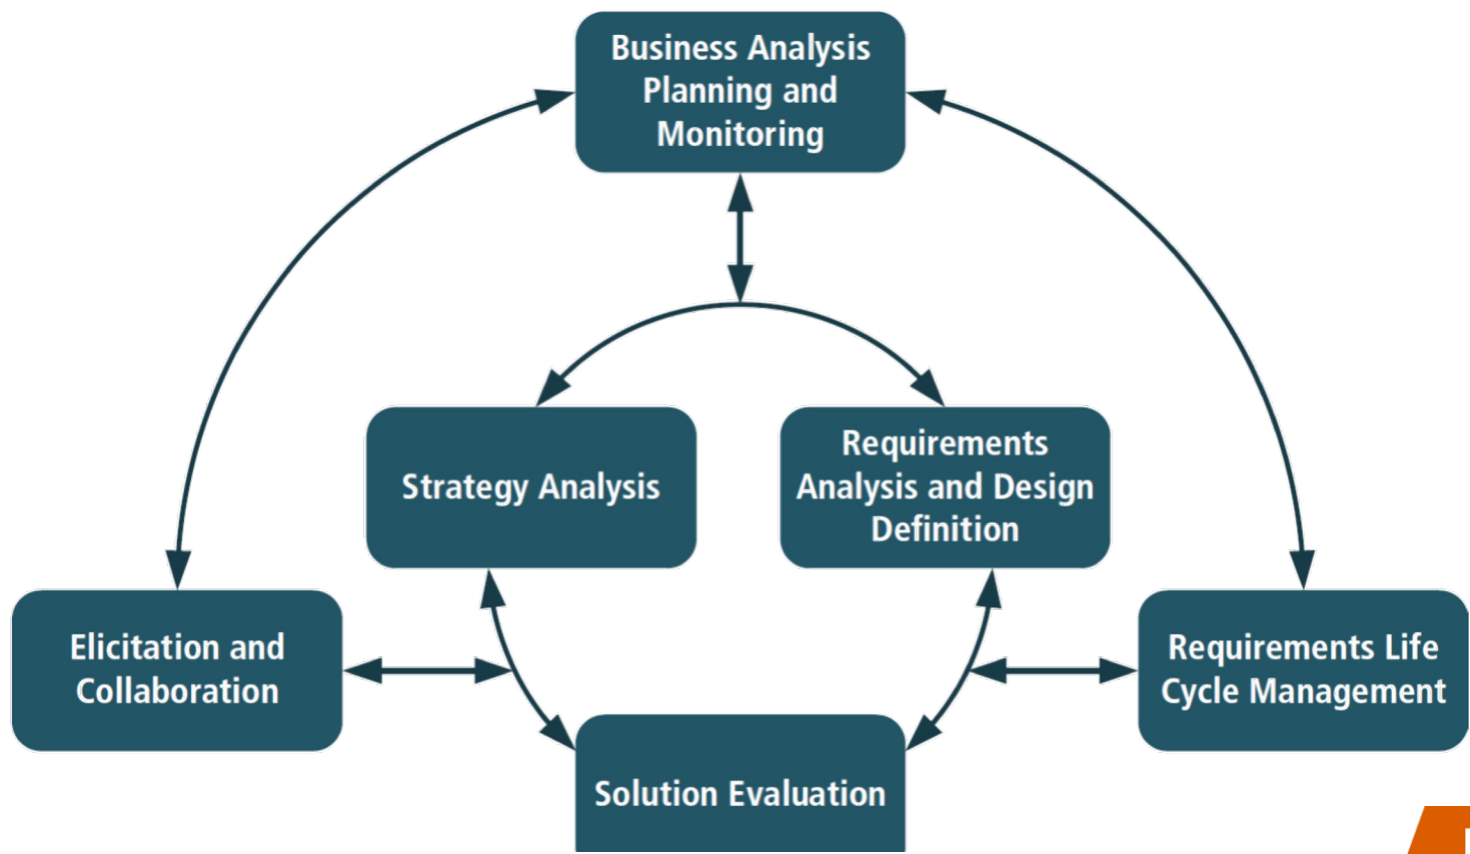 Business Analysis
Planning and
Monitoring
Strategy Analysis
Requirements
Analysis and Design
Definition
Elicitation and
Collaboration
Requirements Life
Cycle Management
Solution Evaluation